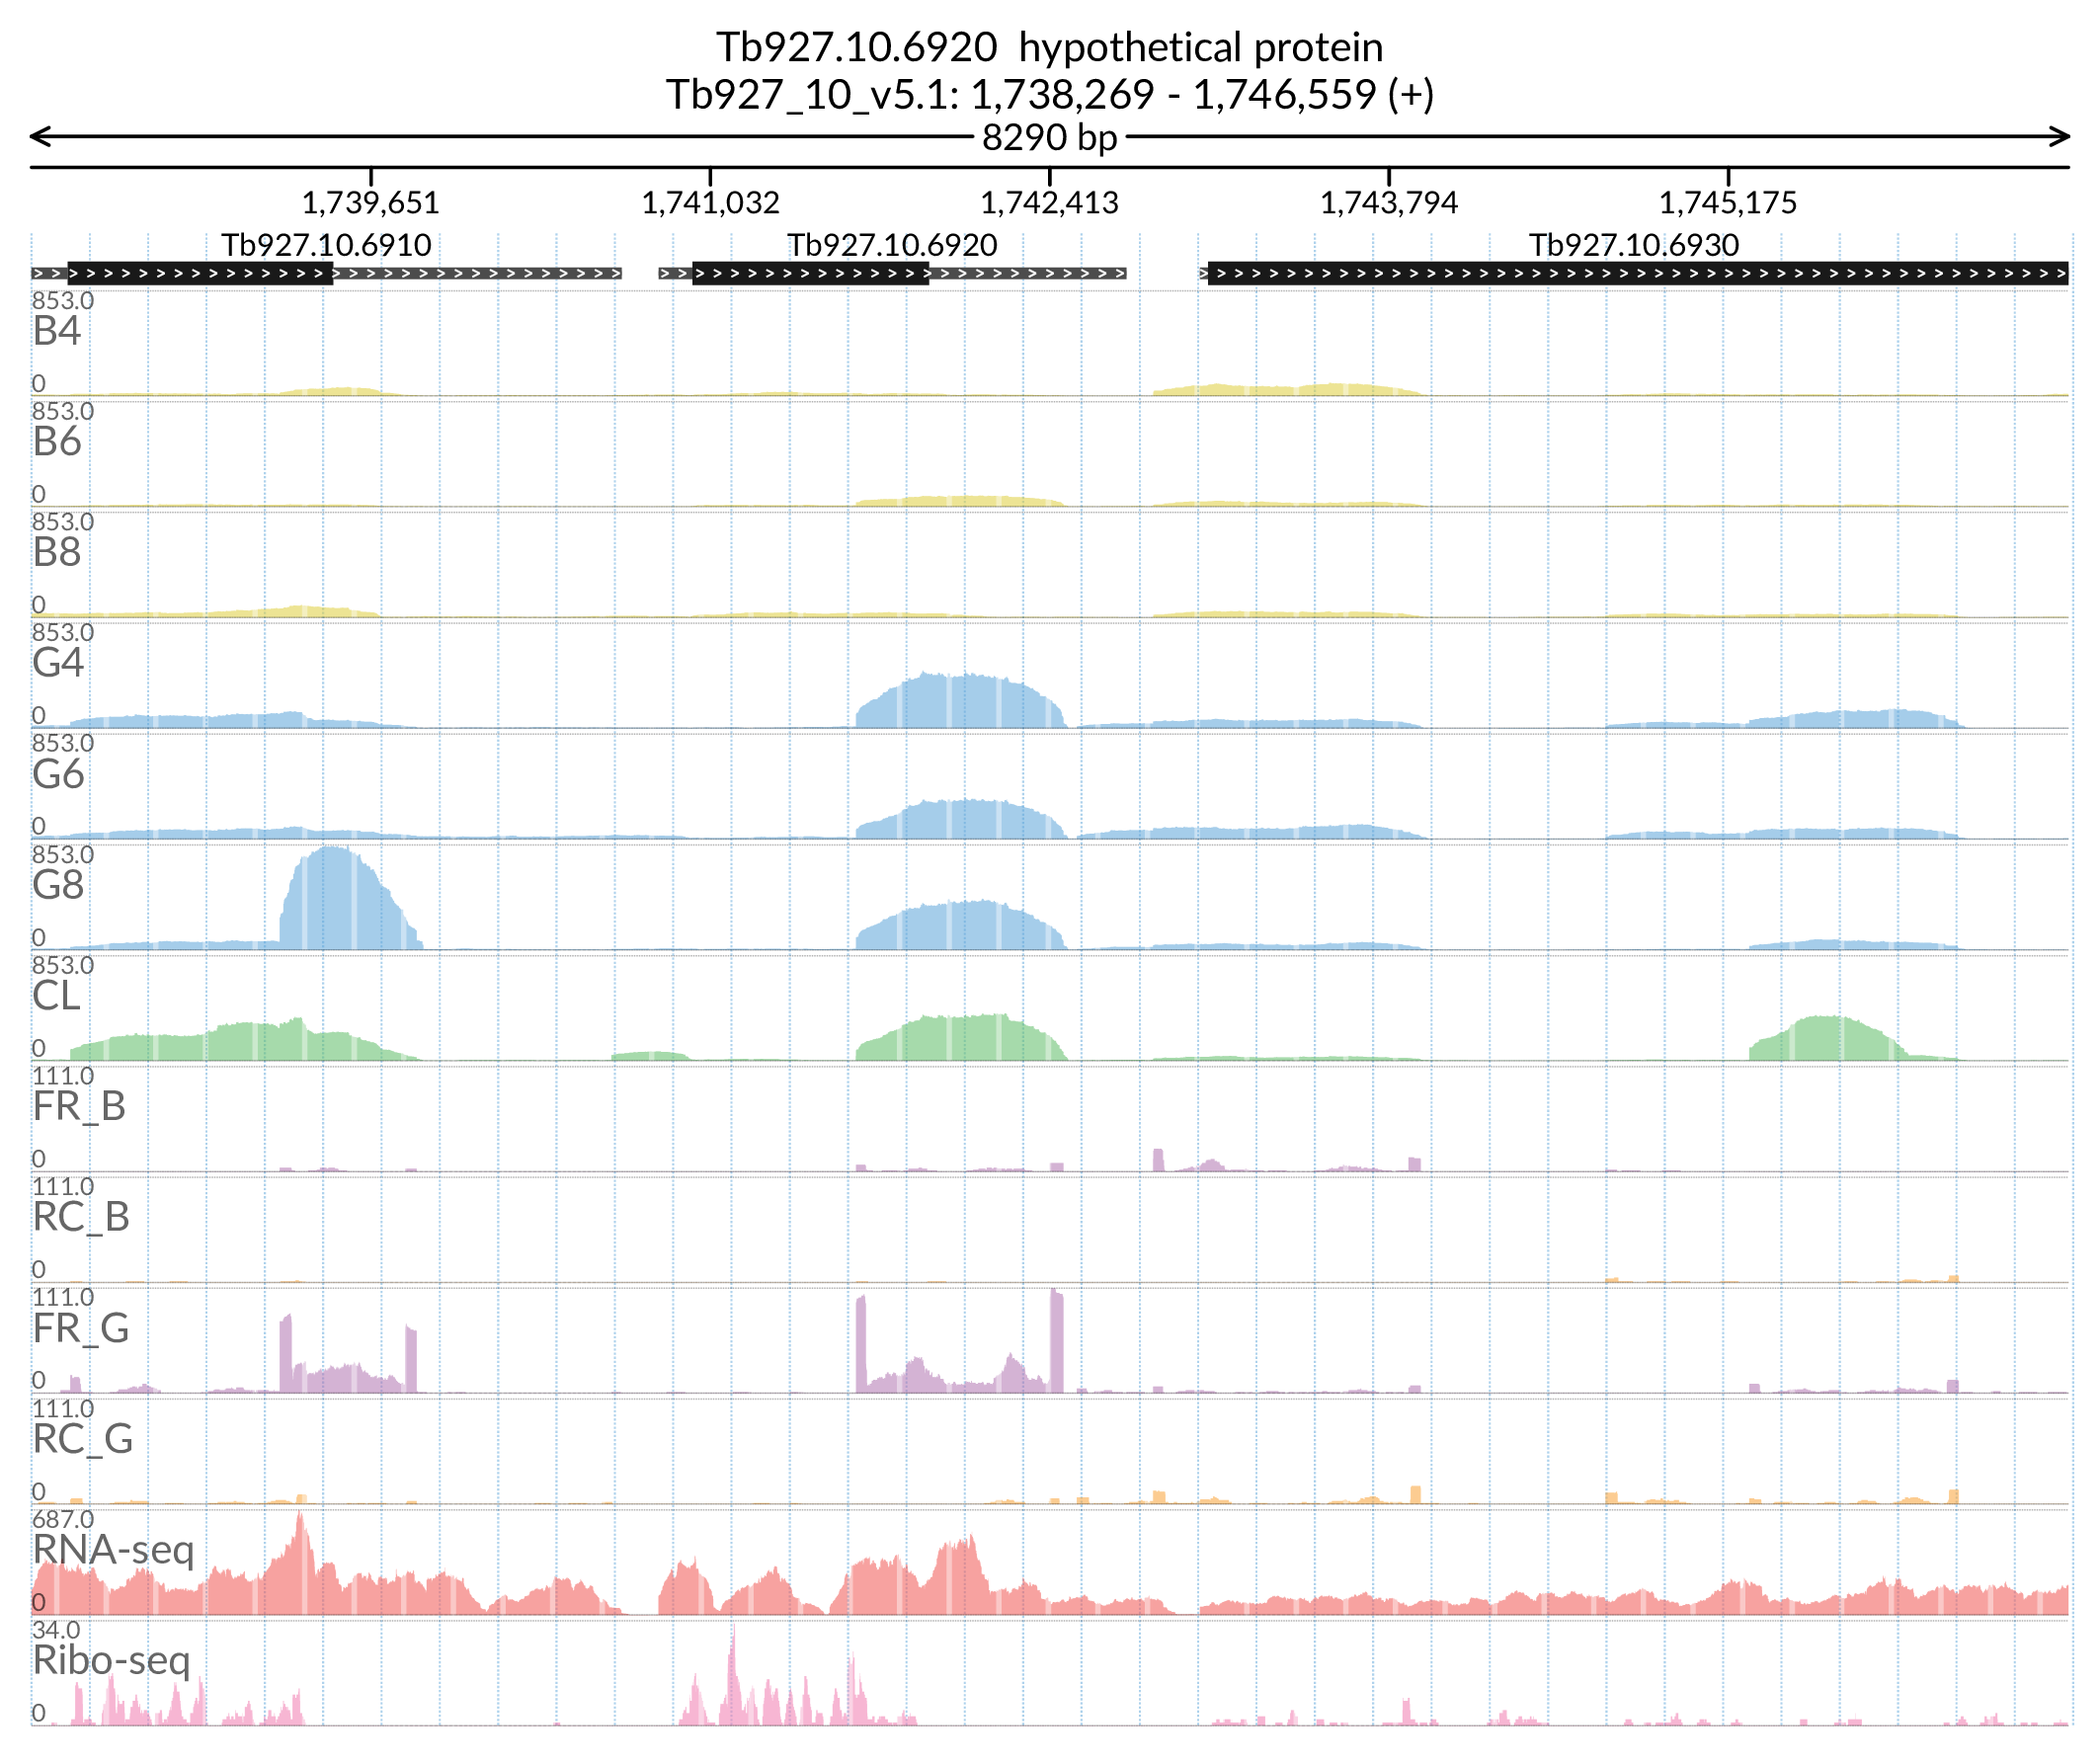 Tb927.10.6920  hypothetical protein
Tb927_10_v5.1: 1,738,269 - 1,746,559 (+)
8290 bp
1,739,651 1,741,032 1,742,413 1,743,794 1,745,175
Tb927.10.6910 Tb927.10.6920 Tb927.10.6930
853.0
B4
0
853.0
B6
0
853.0
B8
0
853.0
G4
0
853.0
G6
0
853.0
G8
0
853.0
CL
0
111.0
FR_B
0
111.0
RC_B
0
111.0
FR_G
0
111.0
RC_G
0
687.0
RNA-seq
0
34.0
Ribo-seq
0